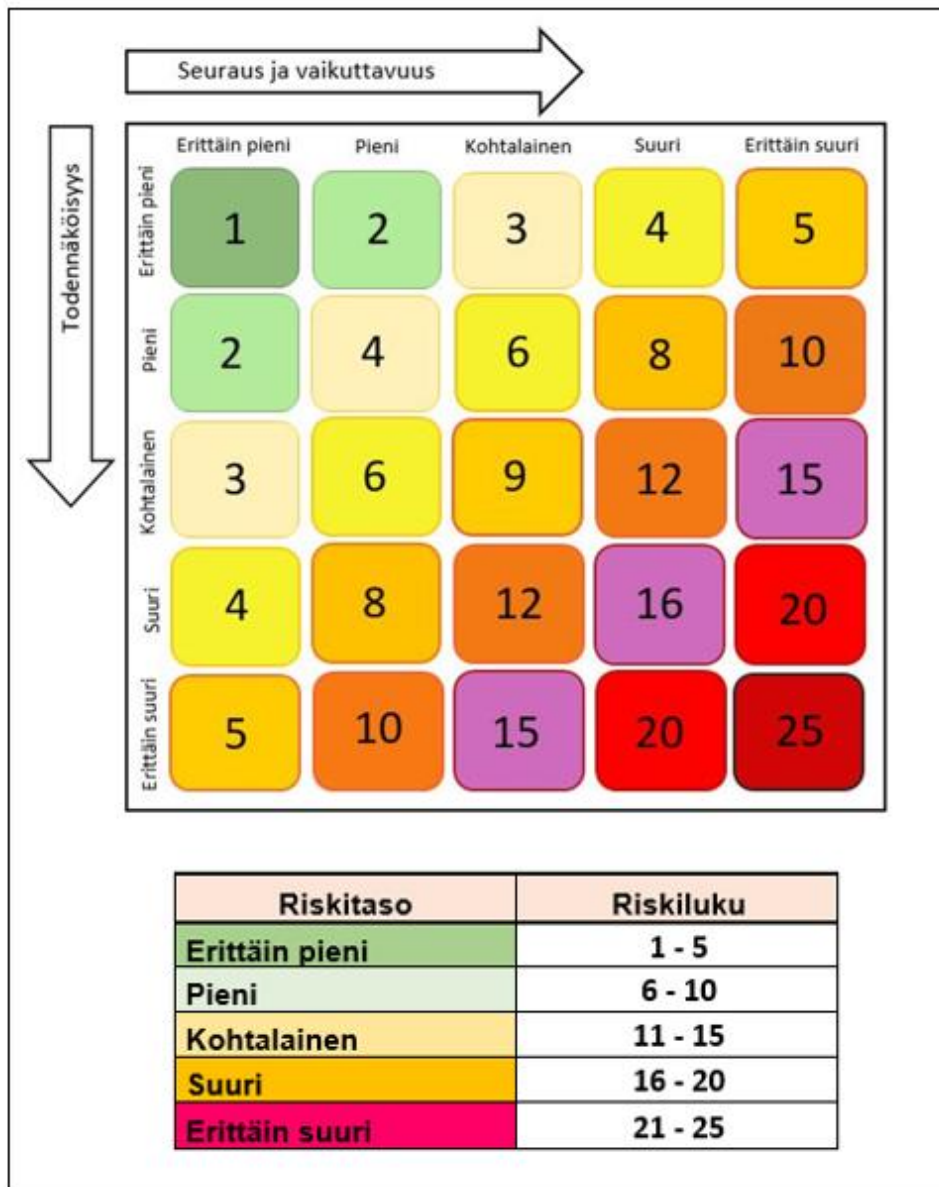 Seuraus ja vaikuttavuus
Todennäköisyys
Erittäin pieni Pieni Kohtalainen Suuri Erittäin suuri
Erittäin pieni 1 2 3 4 5
Pieni 2 4 6 8 10
Kohtalainen 3 6 9 12 15
Suuri 4 8 12 16 20
Erittäin suuri 5 10 15 20 25
Riskitaso Riskiluku
Erittäin pieni 1 - 5
Pieni 6 - 10
Kohtalainen 11 - 15
Suuri 16 - 20
Erittäin suuri 21 - 25